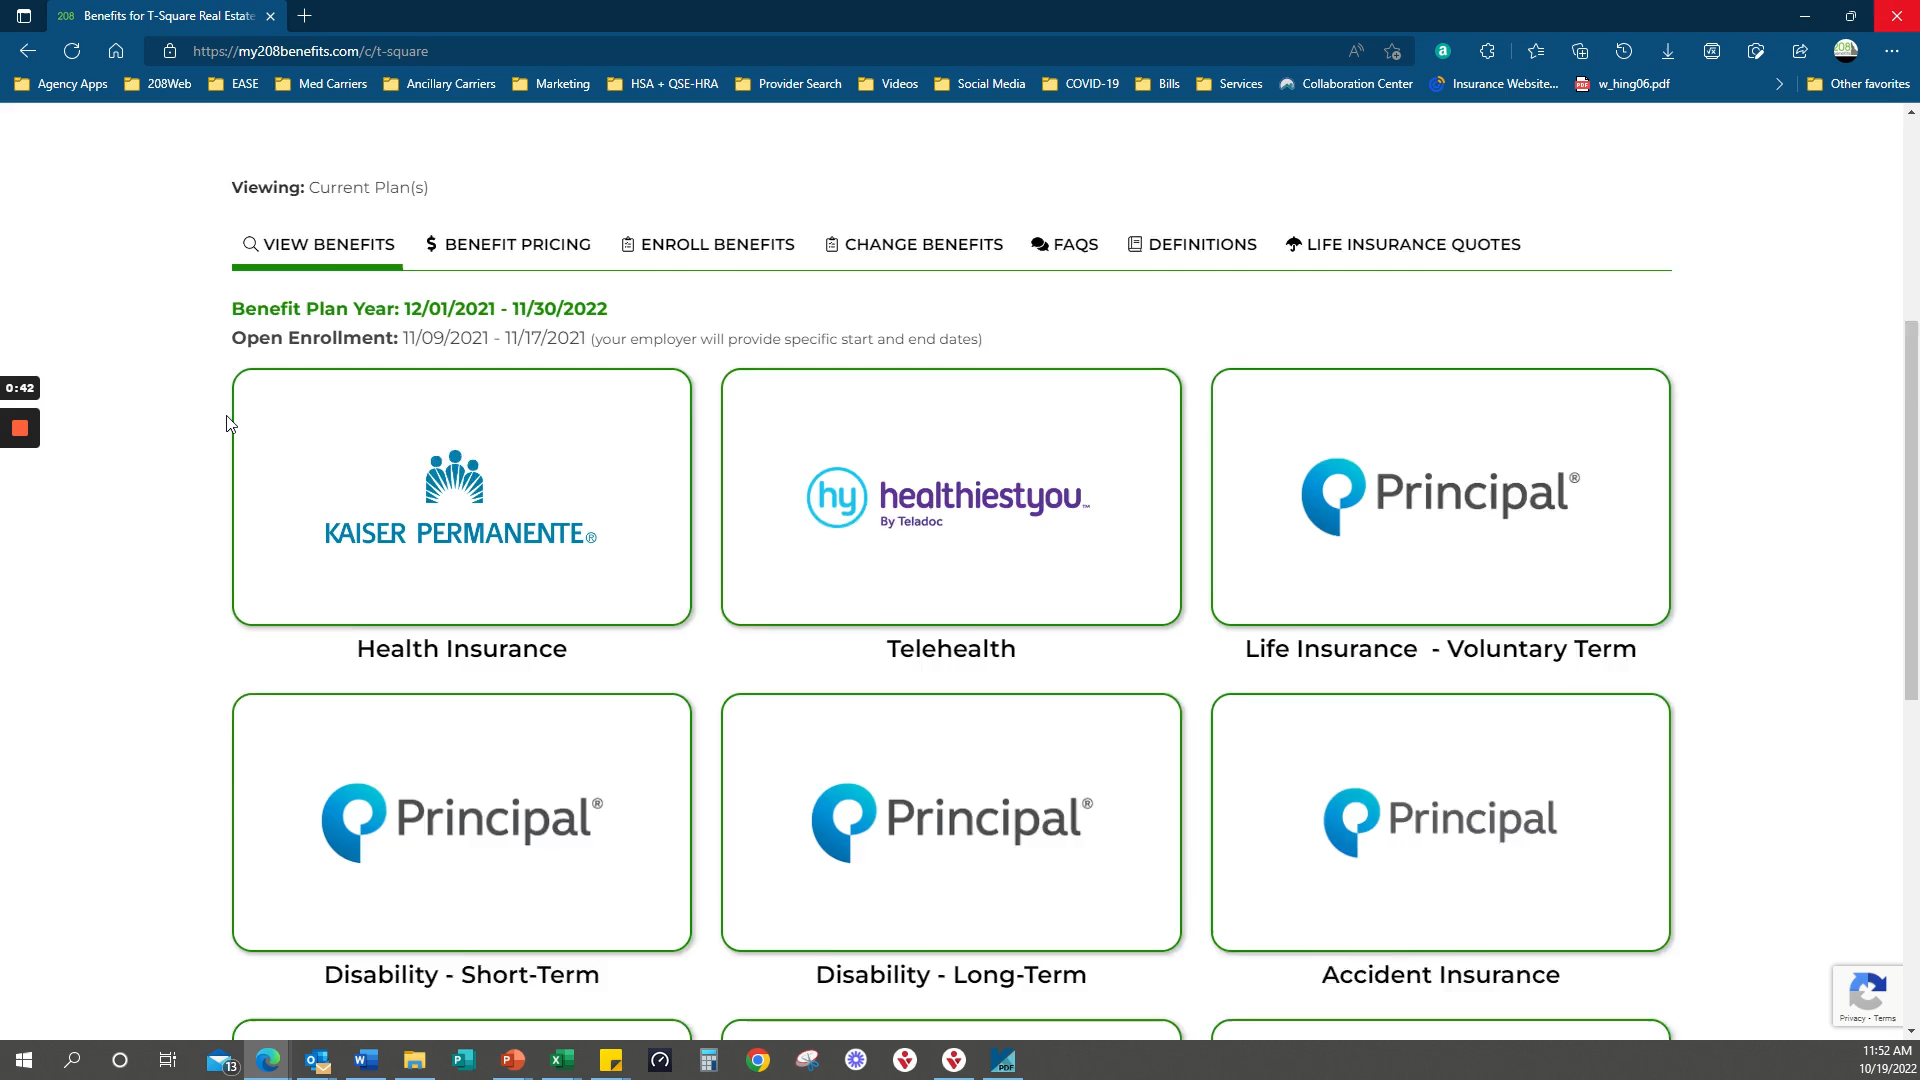 208 Benefits for T-Square Real Estate
https://my208benefits.com/c/t-square
Agency Apps 208Web EASE Med Carriers Ancillary Carriers Marketing HSA + QSE-HRA Provider Search Videos Social Media COVID-19 Bills Services Collaboration Center Insurance Website... w_hing06.pdf Other favorites
Viewing: Current Plan(s)
VIEW BENEFITS $ BENEFIT PRICING ENROLL BENEFITS CHANGE BENEFITS FAQS DEFINITIONS LIFE INSURANCE QUOTES
Benefit Plan Year: 12/01/2021 - 11/30/2022
Open Enrollment: 11/09/2021 - 11/17/2021 (your employer will provide specific start and end dates)
0:42
KAISER PERMANENTE®
hy healthiestyou™
By Teladoc
Principal®
Health Insurance
Telehealth
Life Insurance - Voluntary Term
Principal®
Principal®
Principal
Disability - Short-Term
Disability - Long-Term
Accident Insurance
Privacy - Terms
13
11:52 AM
10/19/2022